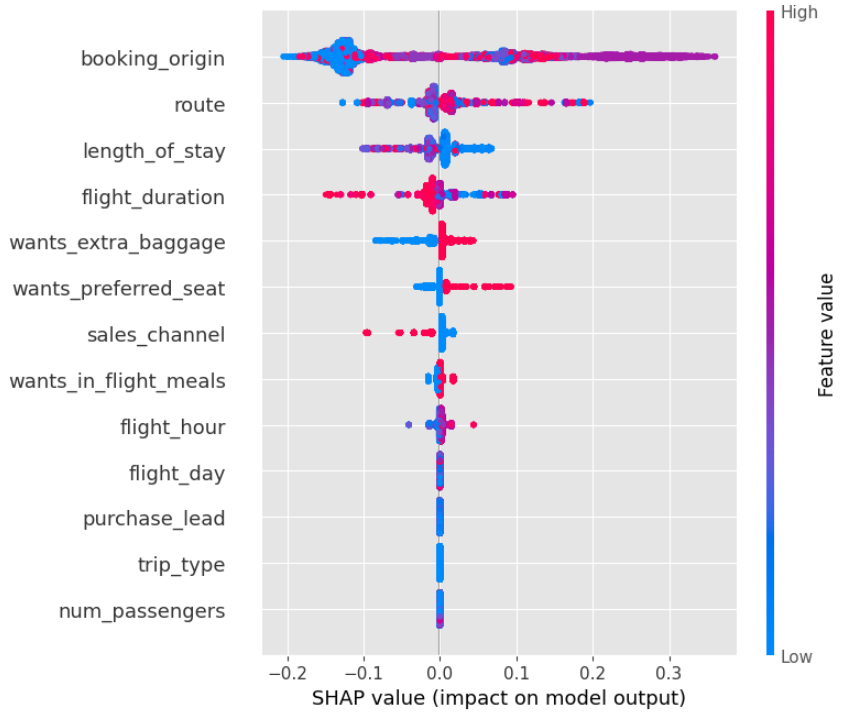 High
booking_origin
route
length_of_stay
flight_duration
wants_extra_baggage
wants_preferred_seat
sales_channel
wants_in_flight_meals
flight_hour
flight_day
purchase_lead
trip_type
num_passengers
Feature value
Low
−0.2 −0.1 0.0 0.1 0.2 0.3
SHAP value (impact on model output)